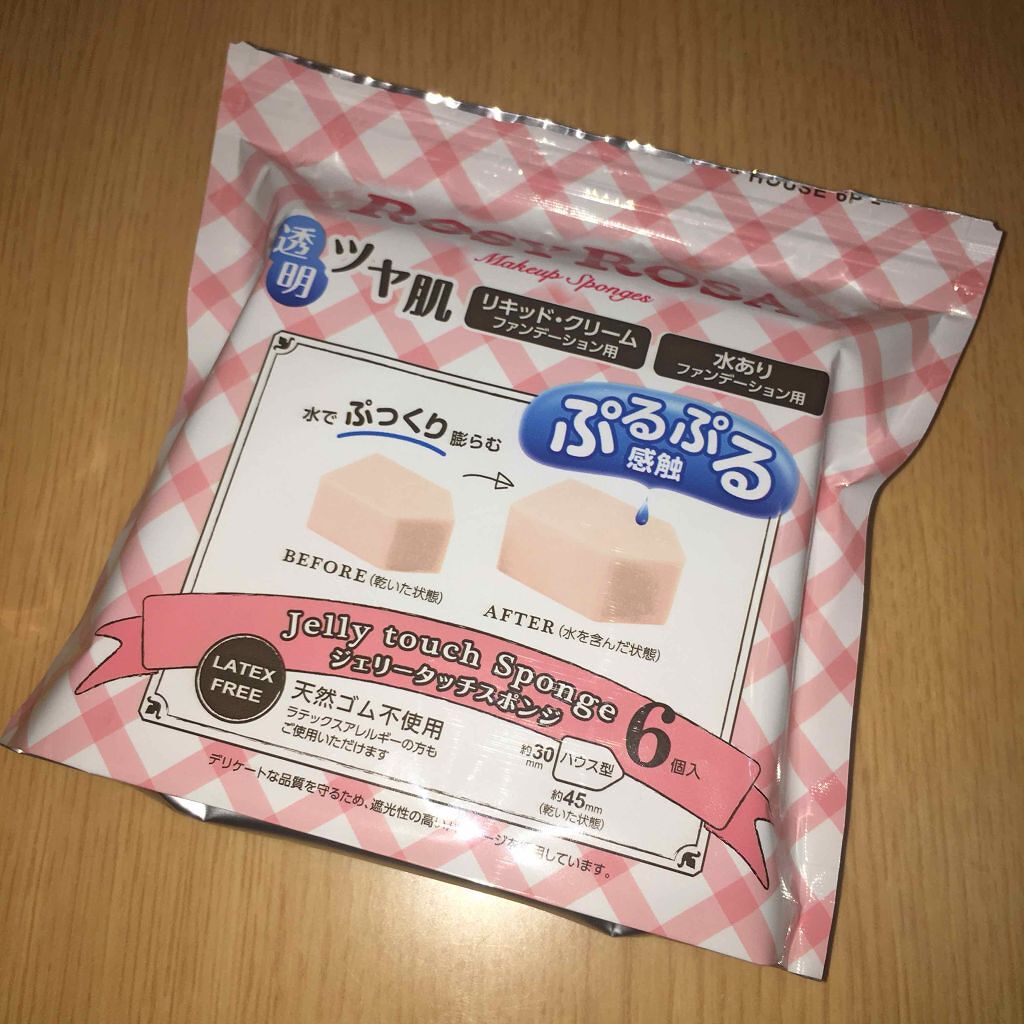 HOUSE 6P
ROSY ROSA
Makeup Sponges
透明
ツヤ肌
リキッド・クリーム
ファンデーション用
水あり
ファンデーション用
水でぷっくり膨らむ
ぷるぷる
感触
BEFORE(乾いた状態)
AFTER(水を含んだ状態)
Jelly touch Sponge
ジェリータッチスポンジ
6個入
LATEX
FREE
天然ゴム不使用
ラテックスアレルギーの方も
ご使用いただけます
約30mm
ハウス型
約45mm
(乾いた状態)
デリケートな品質を守るため、遮光性の高い
しています。